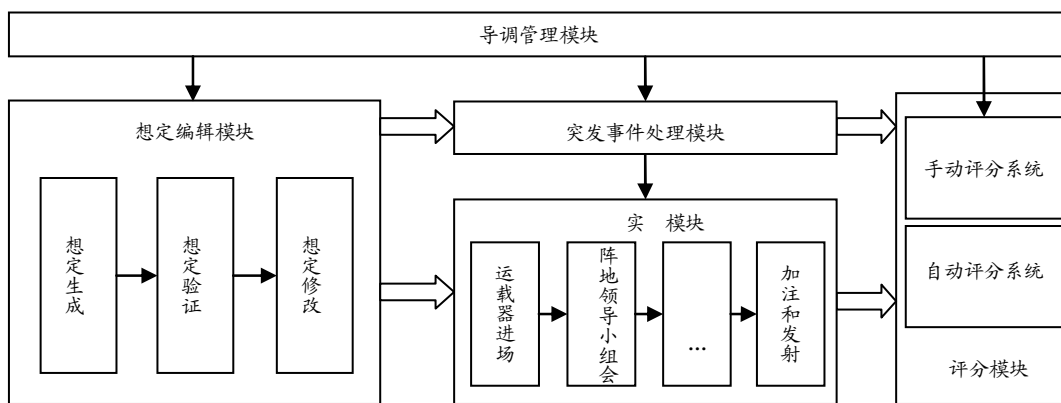 导调管理模块
想定编辑模块
想定生成
想定验证
想定修改
突发事件处理模块
实 模块
运载器进场
阵地领导小组会
...
加注和发射
手动评分系统
自动评分系统
评分模块